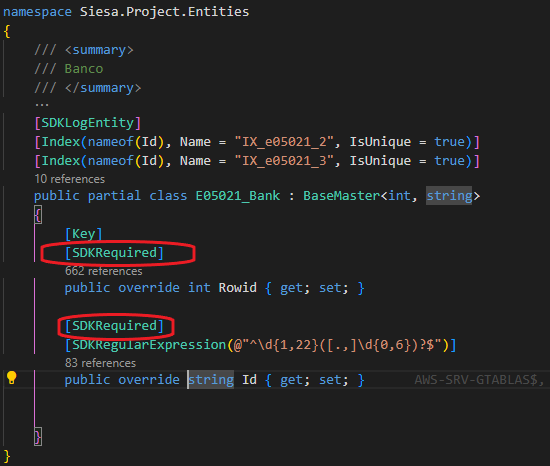 namespace Siesa.Project.Entities
{
/// <summary>
/// Banco
/// </summary>
...
[SDKLogEntity]
[Index(nameof(Id), Name = "IX_e05021_2", IsUnique = true)]
[Index(nameof(Id), Name = "IX_e05021_3", IsUnique = true)]
10 references
public partial class E05021_Bank : BaseMaster<int, string>
{
[Key]
[SDKRequired]
662 references
public override int Rowid { get; set; }
[SDKRequired]
[SDKRegularExpression(@"^\d{1,22}([.,]\d{0,6})?$")]
83 references
public override string Id { get; set; } AWS-SRV-GTABLAS$,
}
}